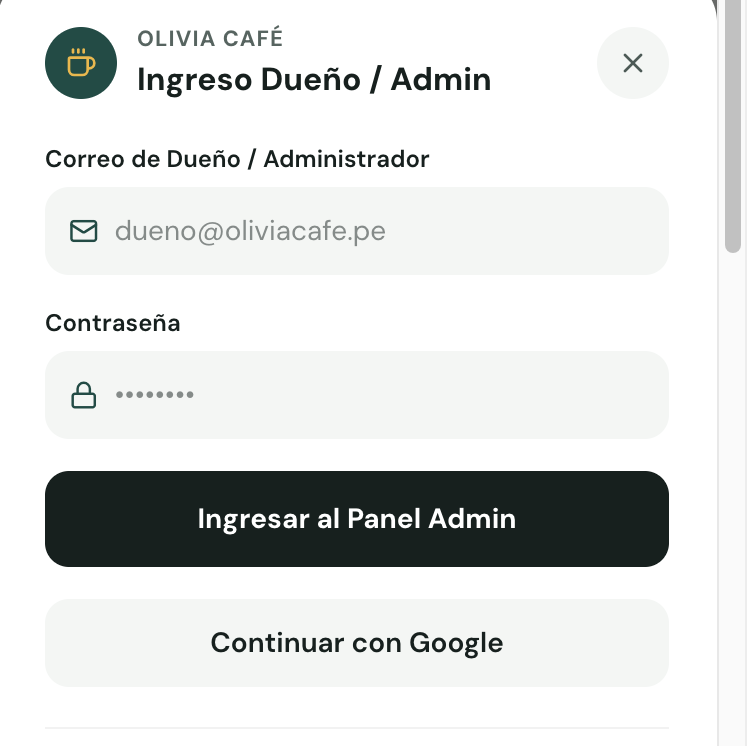 OLIVIA CAFÉ
Ingreso Dueño / Admin
Correo de Dueño / Administrador
dueno@oliviacafe.pe
Contraseña
••••••••
Ingresar al Panel Admin
Continuar con Google